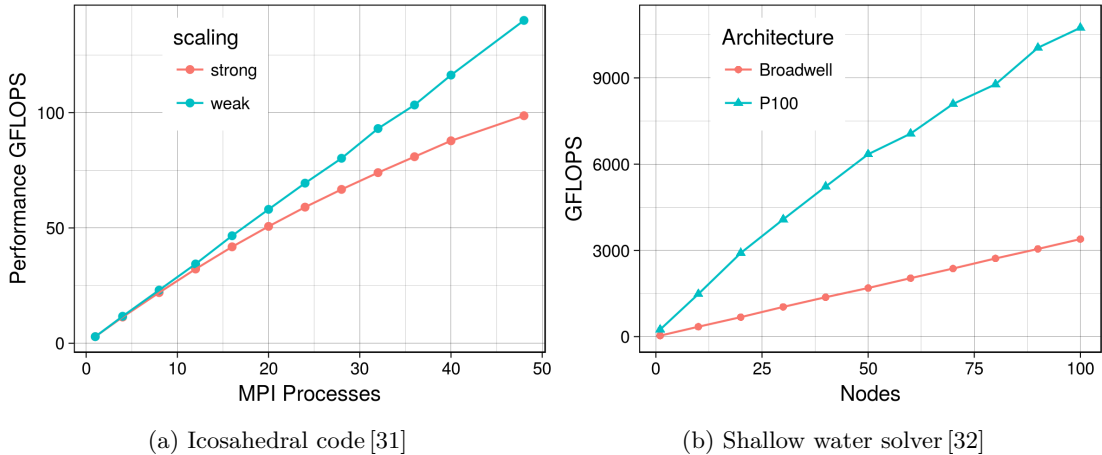 Performance GFLOPS
100
50
0
scaling
strong
weak
0 10 20 30 40 50
MPI Processes
(a) Icosahedral code [31]
GFLOPS
9000
6000
3000
0
Architecture
Broadwell
P100
0 25 50 75 100
Nodes
(b) Shallow water solver [32]